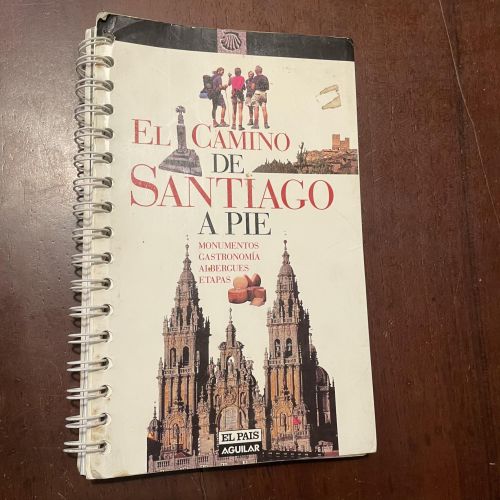 EL CAMINO
DE
SANTIAGO
A PIE
MONUMENTOS
GASTRONOMÍA
ALBERGUES
ETAPAS
EL PAIS
AGUILAR